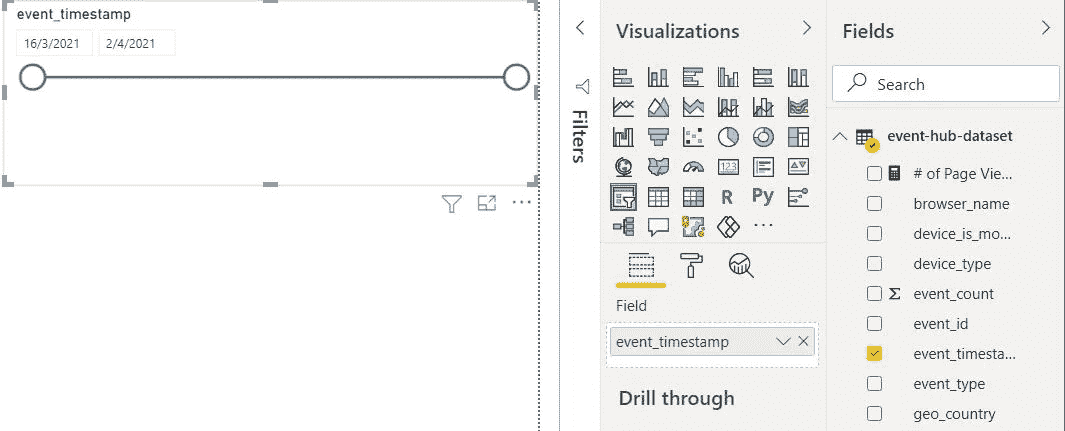 event_timestamp
16/3/2021 2/4/2021
Filters
Visualizations
123
R Py
Field
event_timestamp
Drill through
Fields
Search
event-hub-dataset
# of Page Vie...
browser_name
device_is_mo...
device_type
Σ event_count
event_id
event_timesta...
event_type
geo_country